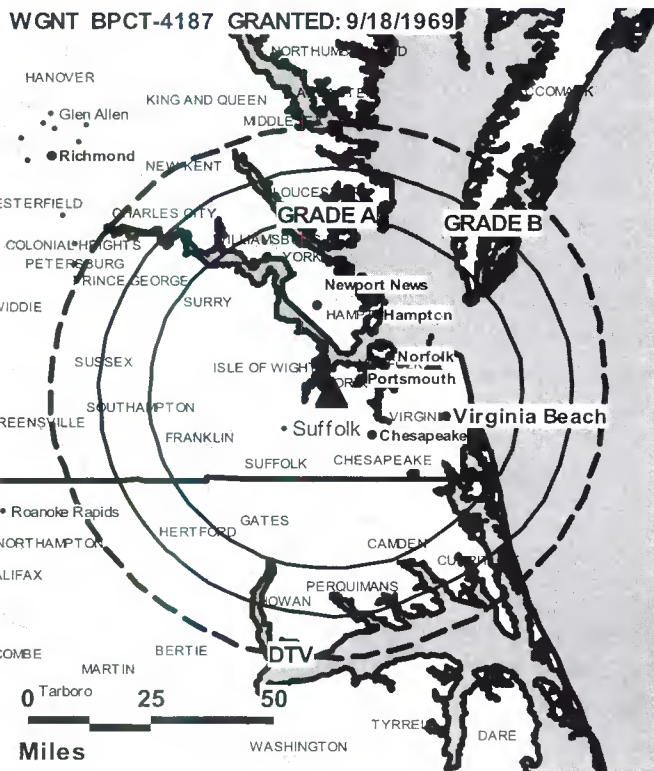 WGNT BPCT-4187 GRANTED: 9/18/1969
HANOVER
KING AND QUEEN
Glen Allen
Richmond
NEW KENT
CHARLES CITY
GRADE A
GRADE B
COLONIAL HEIGHTS
PETERSBURG
PRINCE GEORGE
YORK
SURRY
Newport News
Hampton
SUSSEX
ISLE OF WIGHT
Norfolk
Portsmouth
SOUTHAMPTON
Virginia Beach
Suffolk
FRANKLIN
Chesapeake
SUFFOLK
CHESAPEAKE
Roanoke Rapids
GATES
HERTFORD
NORTHAMPTON
CAMDEN
PERQUIMANS
BERTIE
DTV
MARTIN
0 Tarboro 25 50
Miles
TYRREL
DARE
WASHINGTON